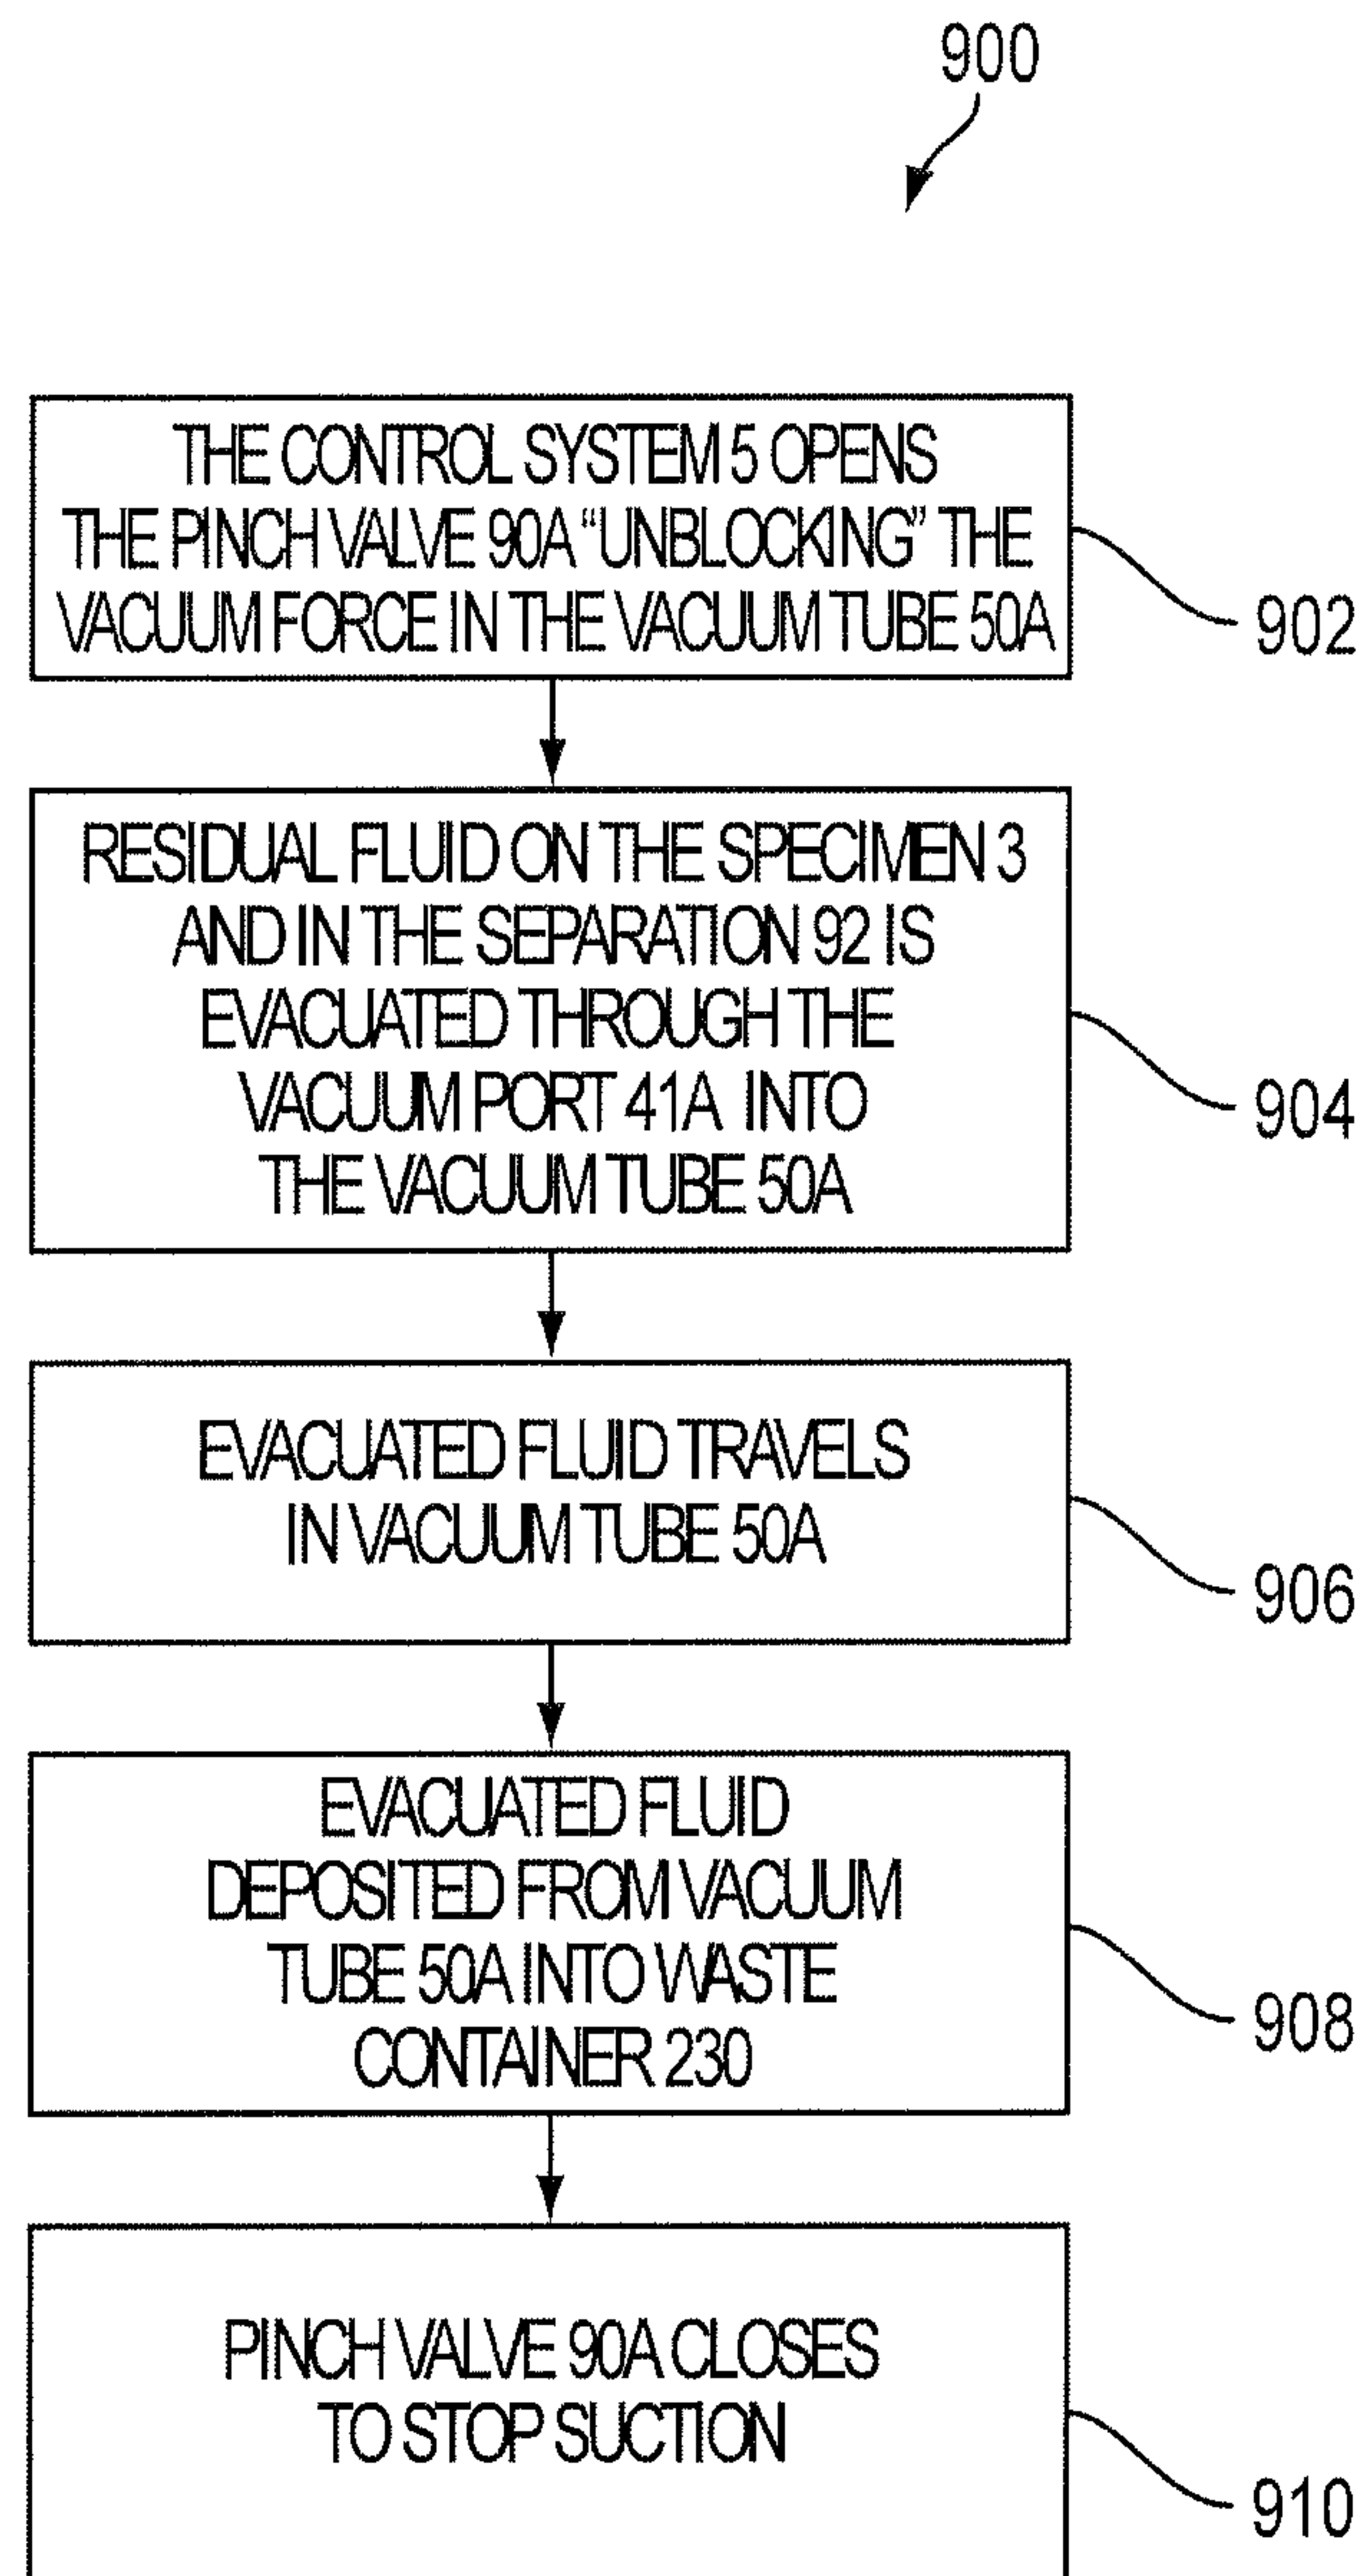 900
THE CONTROL SYSTEM 5 OPENS
THE PINCH VALVE 90A “UNBLOCKING” THE
VACUUM FORCE IN THE VACUUM TUBE 50A
902
RESIDUAL FLUID ON THE SPECIMEN 3
AND IN THE SEPARATION 92 IS
EVACUATED THROUGH THE
VACUUM PORT 41A INTO
THE VACUUM TUBE 50A
904
EVACUATED FLUID TRAVELS
IN VACUUM TUBE 50A
906
EVACUATED FLUID
DEPOSITED FROM VACUUM
TUBE 50A INTO WASTE
CONTAINER 230
908
PINCH VALVE 90A CLOSES
TO STOP SUCTION
910